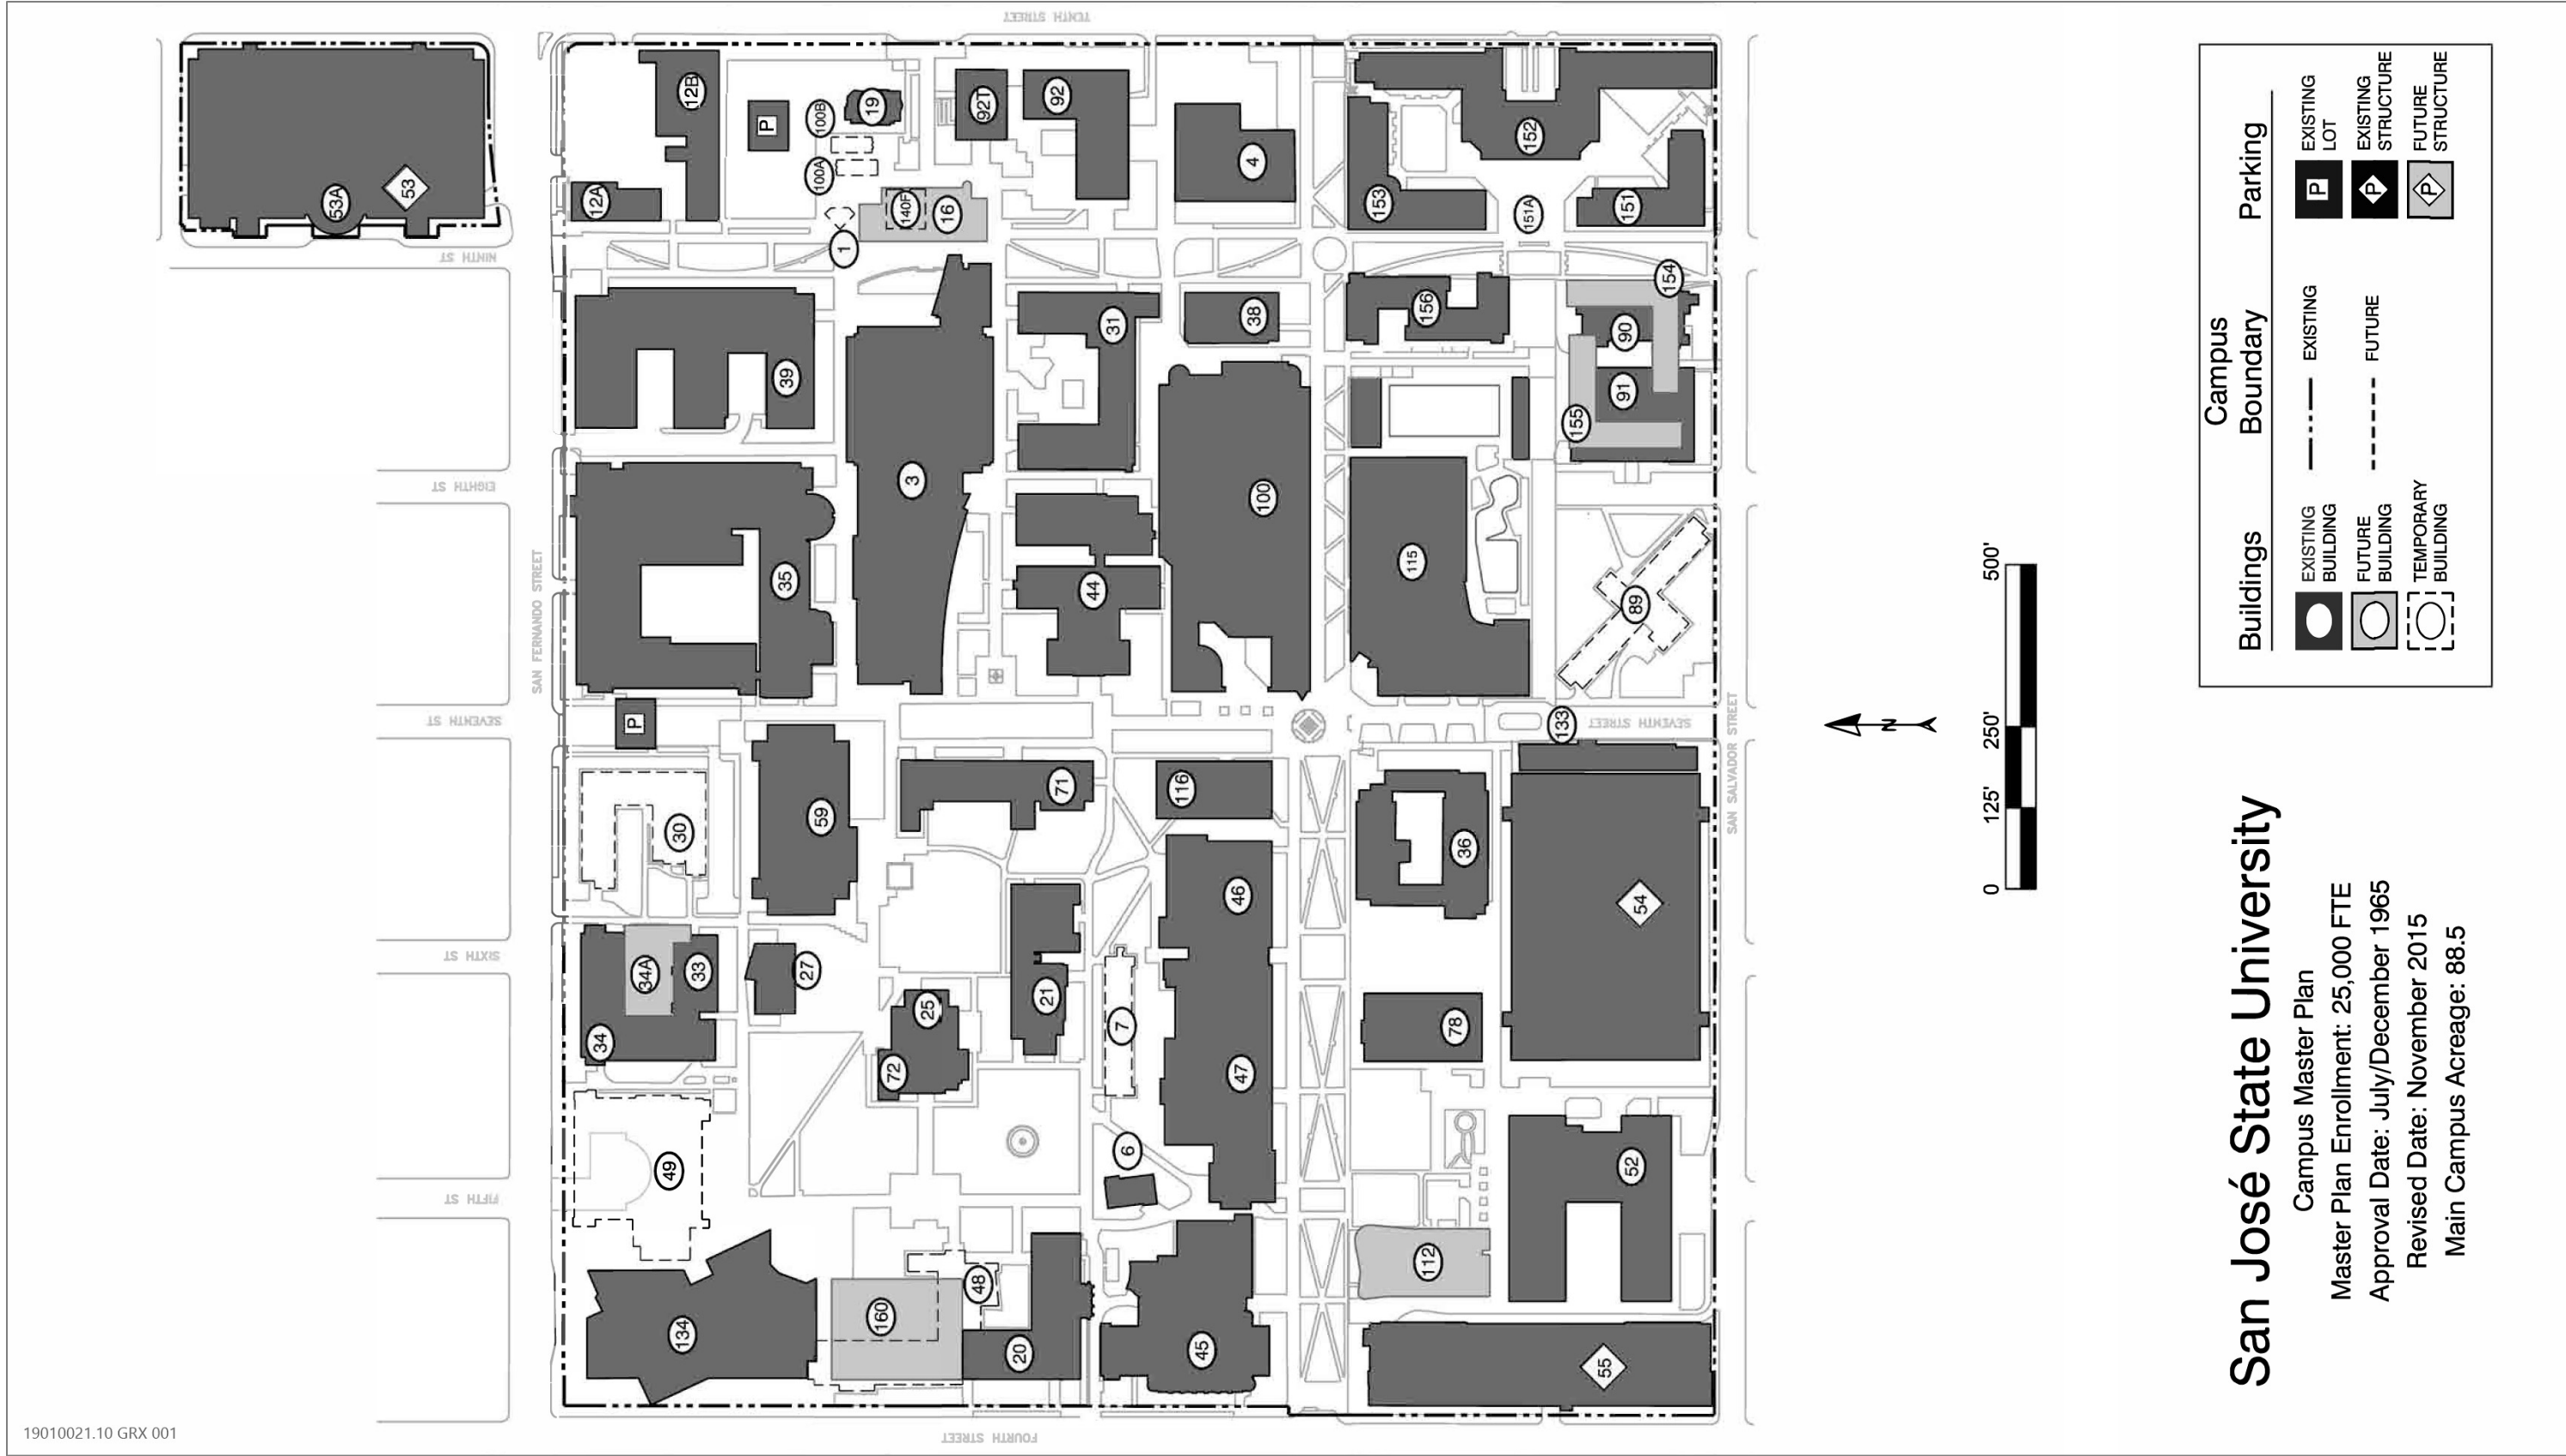 San José State University
Campus Master Plan
Master Plan Enrollment: 25,000 FTE
Approval Date: July/December 1965
Revised Date: November 2015
Main Campus Acreage: 88.5
Buildings
EXISTING
BUILDING
FUTURE
BUILDING
TEMPORARY
BUILDING
Campus
Boundary
EXISTING
FUTURE
Parking
P
EXISTING
LOT
P
EXISTING
STRUCTURE
P
FUTURE
STRUCTURE
0
125'
250'
500'
N
TENTH STREET
NINTH ST
EIGHTH ST
SEVENTH ST
SIXTH ST
FIFTH ST
FOURTH STREET
SAN FERNANDO STREET
SAN SALVADOR STREET
SEVENTH STREET
53A
53
12A
12B
P
100B
100A
19
1
140F
16
92T
92
4
153
152
151A
151
39
3
31
38
156
154
90
91
155
35
44
100
115
89
P
30
59
71
116
133
36
46
54
34A
33
34
27
25
72
21
7
47
78
49
6
52
134
160
48
20
45
112
55
19010021.10 GRX 001